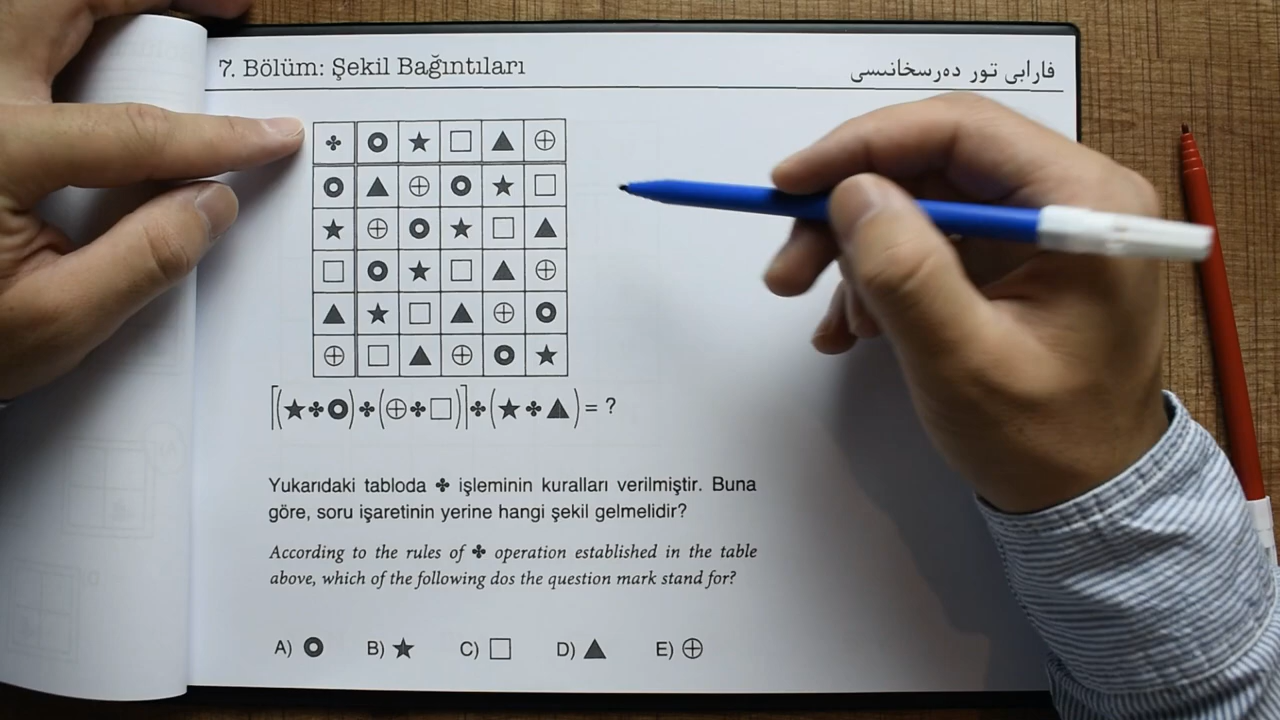 7. Bölüm: Şekil Bağıntıları
فارابی تور دەرسخانىسى
[(★✤◎)✤(⊕✤□)]✤(★✤▲) = ?
Yukarıdaki tabloda ✤ işleminin kuralları verilmiştir. Buna
göre, soru işaretinin yerine hangi şekil gelmelidir?
According to the rules of ✤ operation established in the table
above, which of the following dos the question mark stand for?
A) ◎ B) ★ C) □ D) ▲ E) ⊕